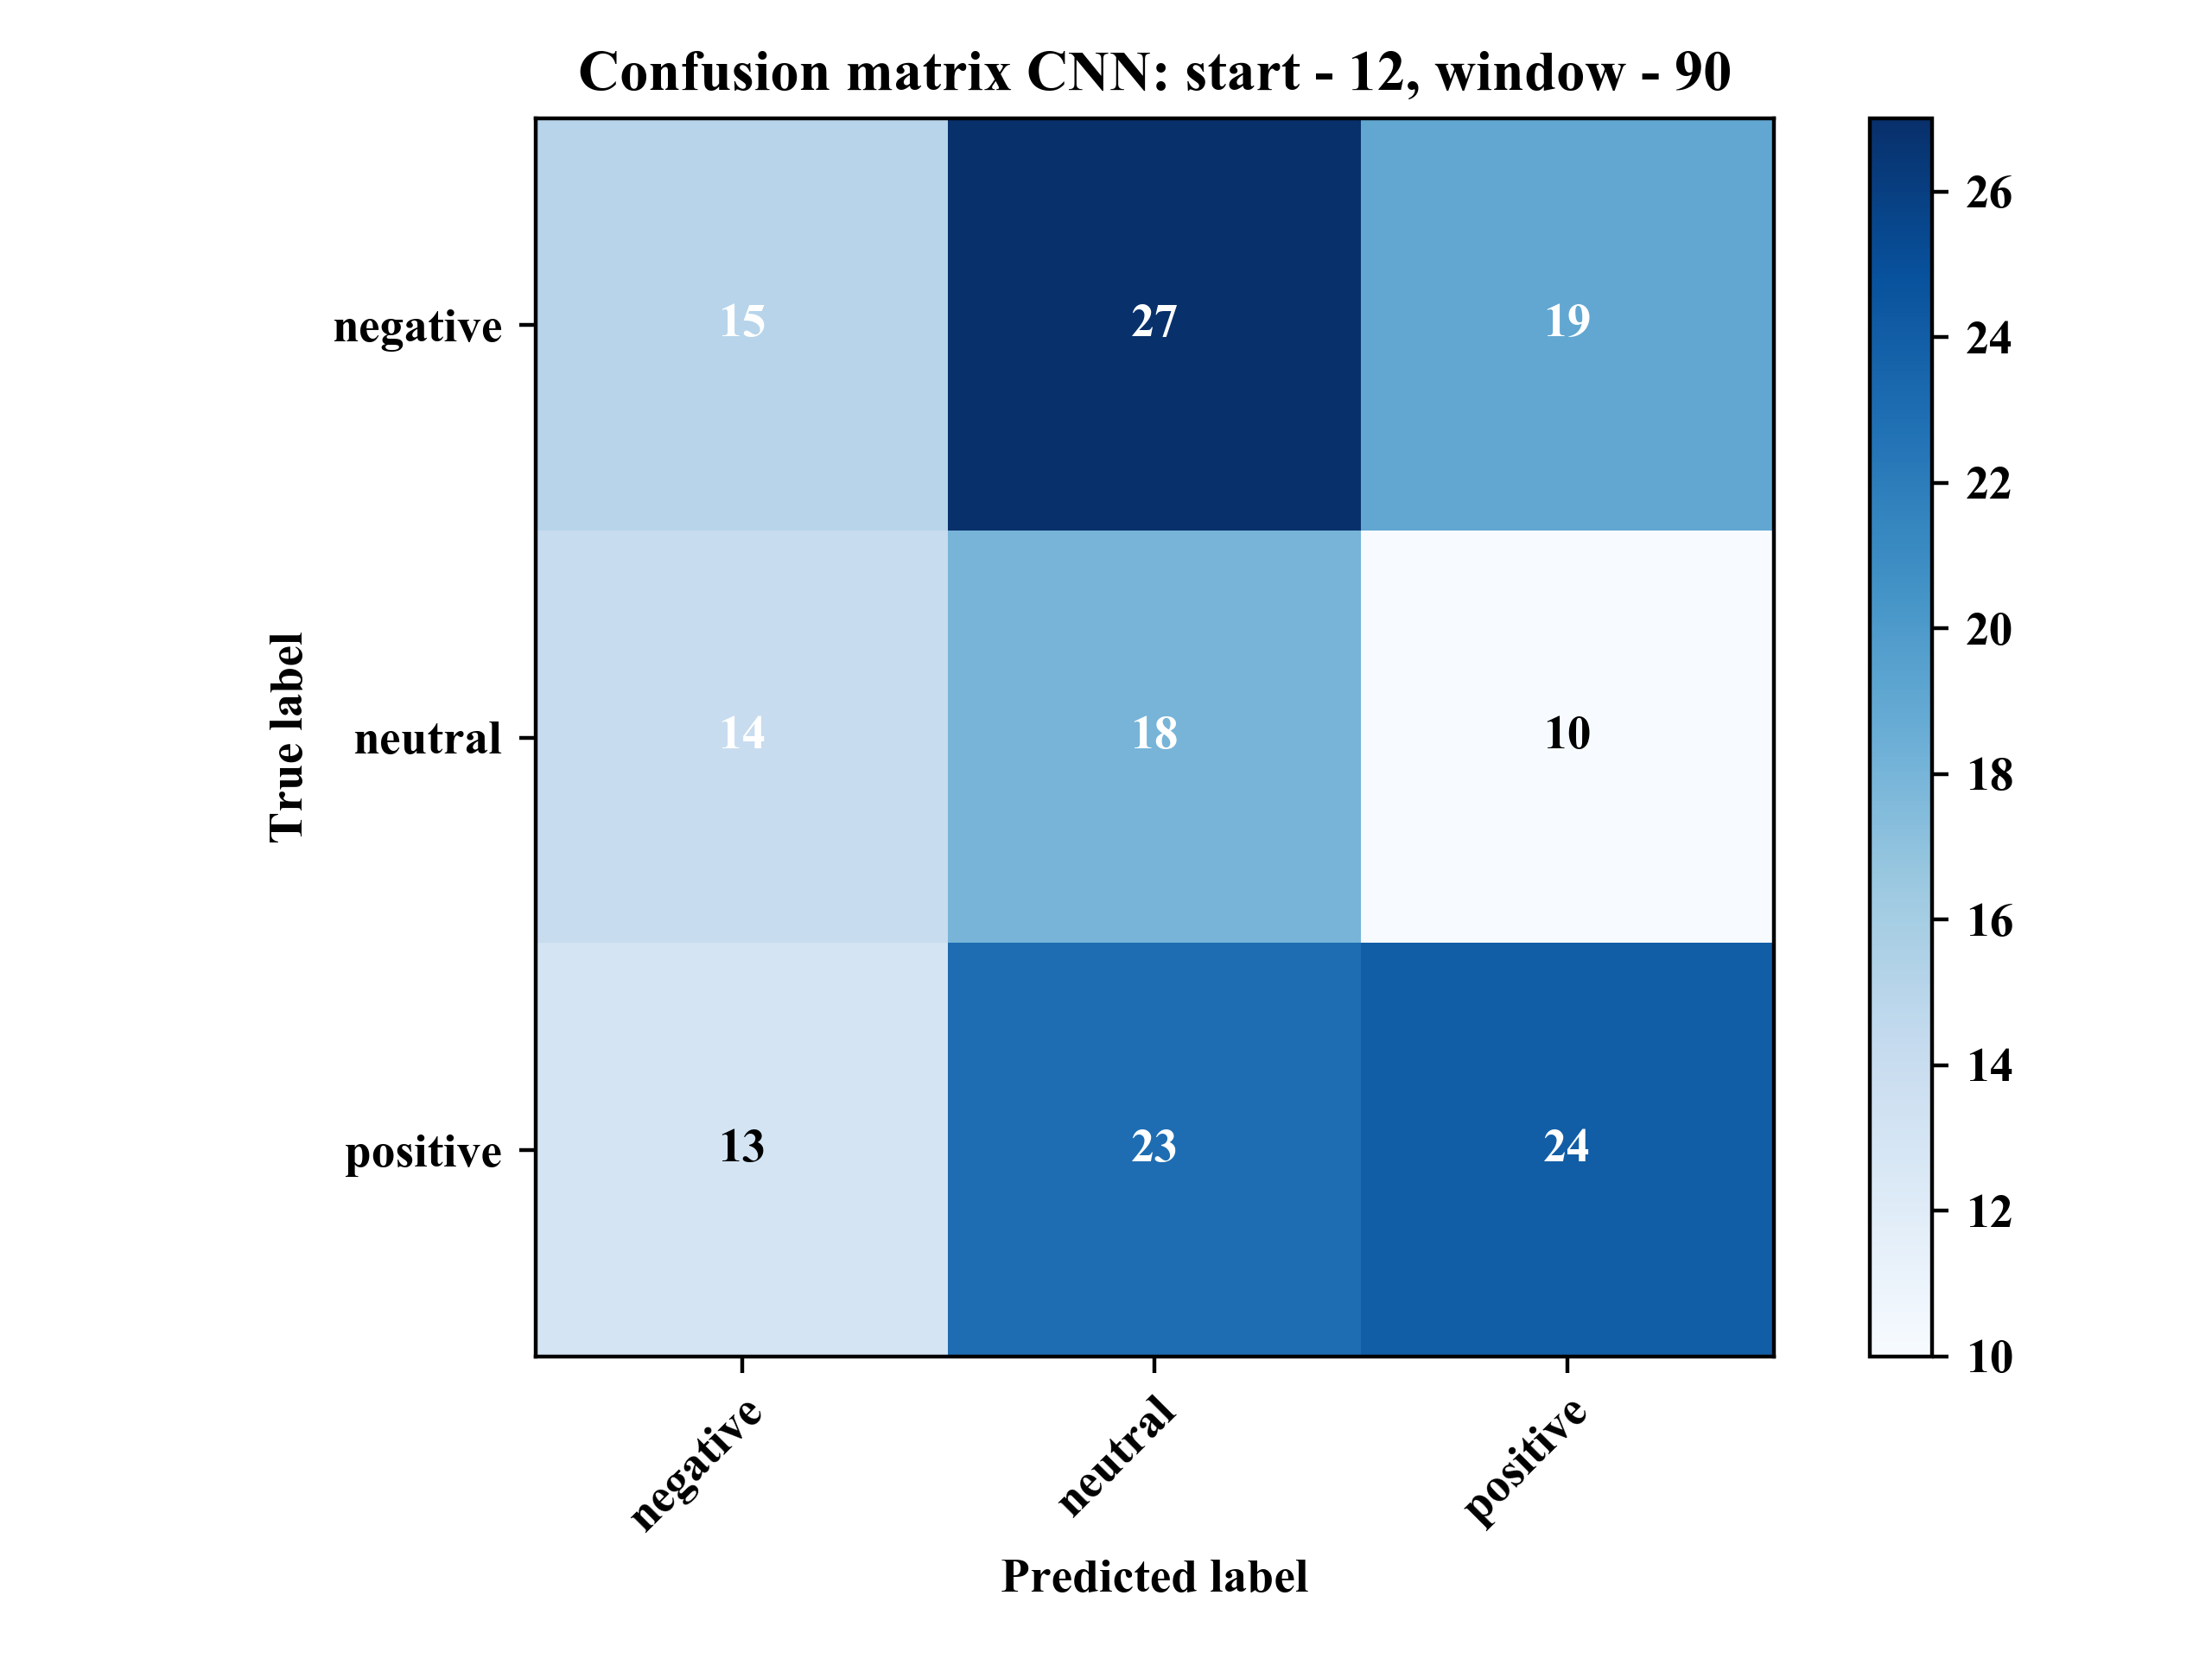 Confusion matrix CNN: start - 12, window - 90
negative 15 27 19
neutral 14 18 10
positive 13 23 24
True label
negative neutral positive
Predicted label
26
24
22
20
18
16
14
12
10